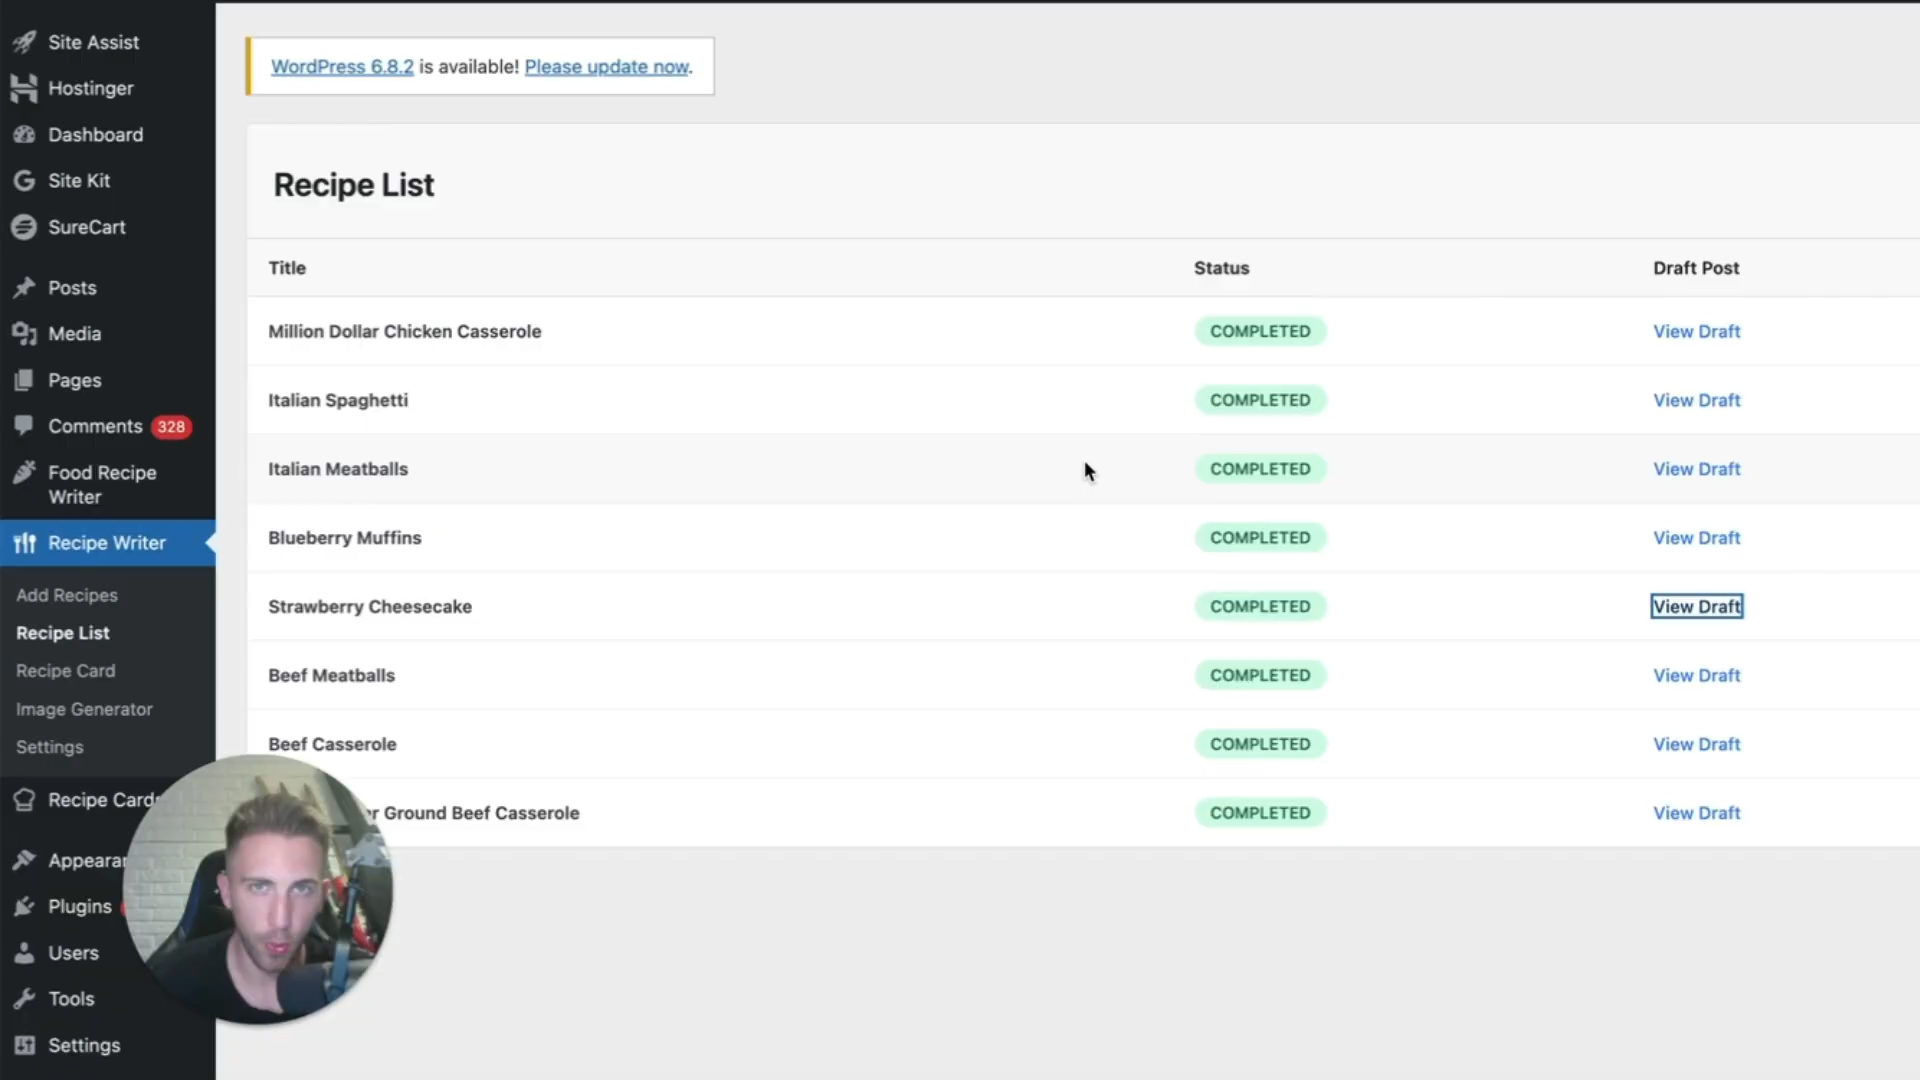 Site Assist
Hostinger
Dashboard
Site Kit
SureCart
Posts
Media
Pages
Comments 328
Food Recipe
Writer
Recipe Writer
Add Recipes
Recipe List
Recipe Card
Image Generator
Settings
Recipe Cards
Plugins
Users
Tools
Settings
WordPress 6.8.2 is available! Please update now.
Recipe List
Title Status Draft Post
Million Dollar Chicken Casserole COMPLETED View Draft
Italian Spaghetti COMPLETED View Draft
Italian Meatballs COMPLETED View Draft
Blueberry Muffins COMPLETED View Draft
Strawberry Cheesecake COMPLETED View Draft
Beef Meatballs COMPLETED View Draft
Beef Casserole COMPLETED View Draft
Ground Beef Casserole COMPLETED View Draft